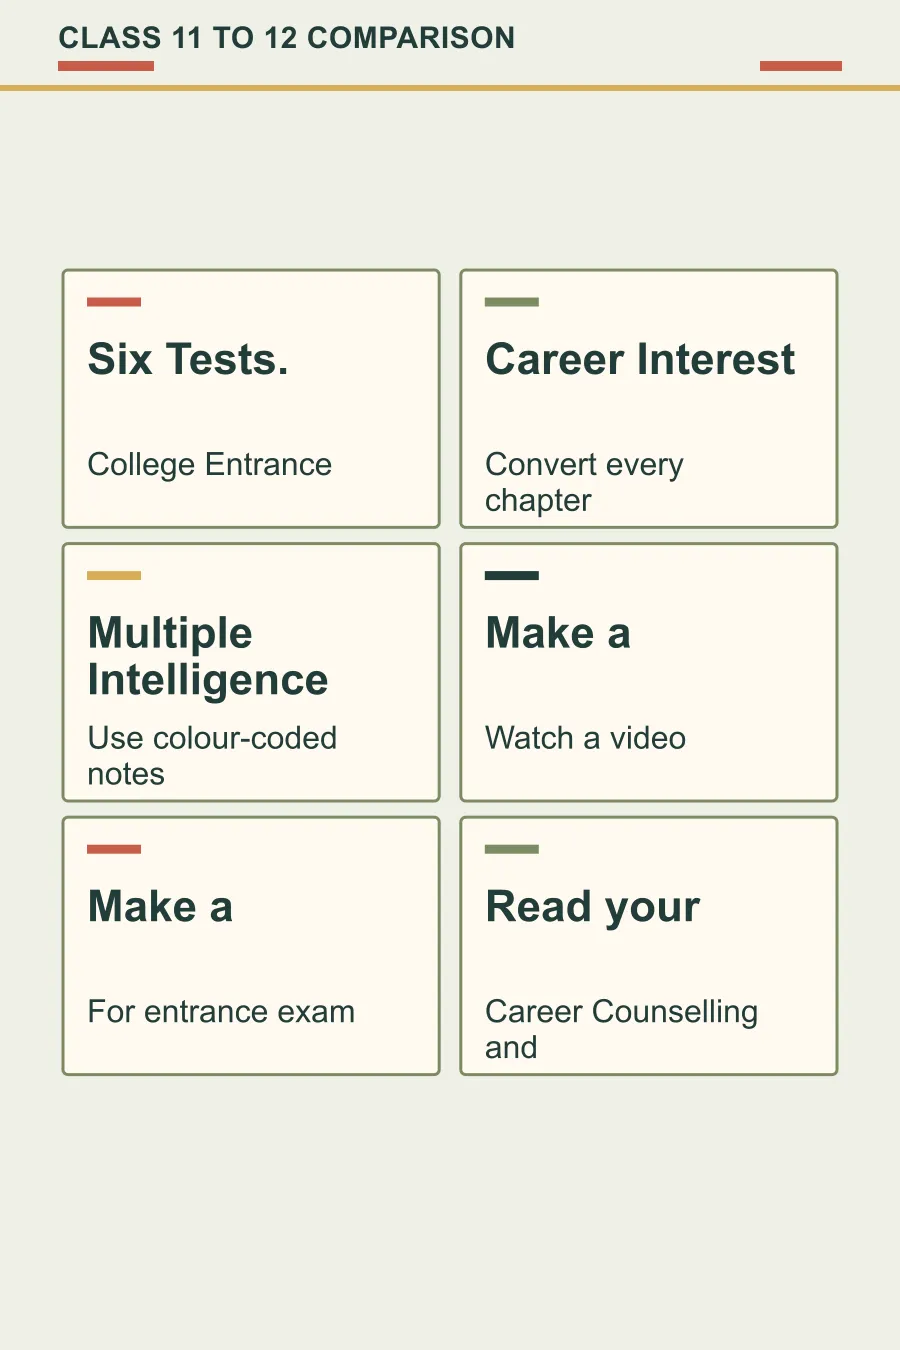 CLASS 11 TO 12 COMPARISON
Six Tests.
College Entrance
Career Interest
Convert every
chapter
Multiple
Intelligence
Use colour-coded
notes
Make a
Watch a video
Make a
For entrance exam
Read your
Career Counselling
and